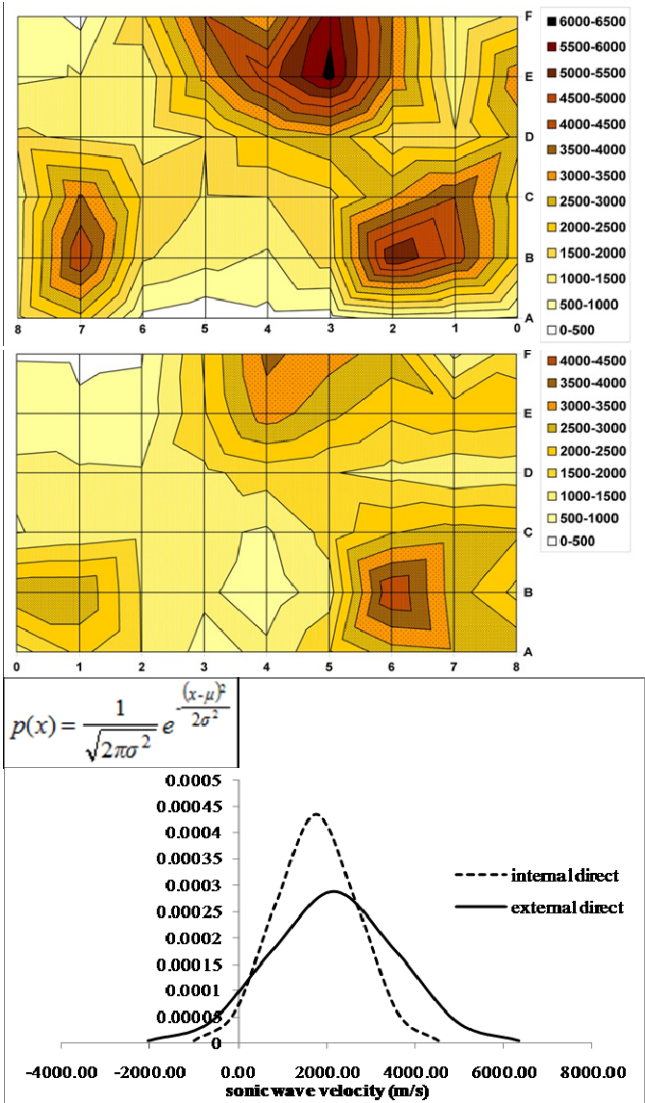 F
E
D
C
B
A
8 7 6 5 4 3 2 1 0
6000-6500
5500-6000
5000-5500
4500-5000
4000-4500
3500-4000
3000-3500
2500-3000
2000-2500
1500-2000
1000-1500
500-1000
0-500
F
E
D
C
B
A
0 1 2 3 4 5 6 7 8
4000-4500
3500-4000
3000-3500
2500-3000
2000-2500
1500-2000
1000-1500
500-1000
0-500
p(x) = 1/√(2πσ²) e^-(x-μ)²/2σ²
0.0005
0.00045
0.0004
0.00035
0.0003
0.00025
0.0002
0.00015
0.0001
0.00005
0
internal direct
external direct
-4000.00 -2000.00 0.00 2000.00 4000.00 6000.00 8000.00
sonic wave velocity (m/s)